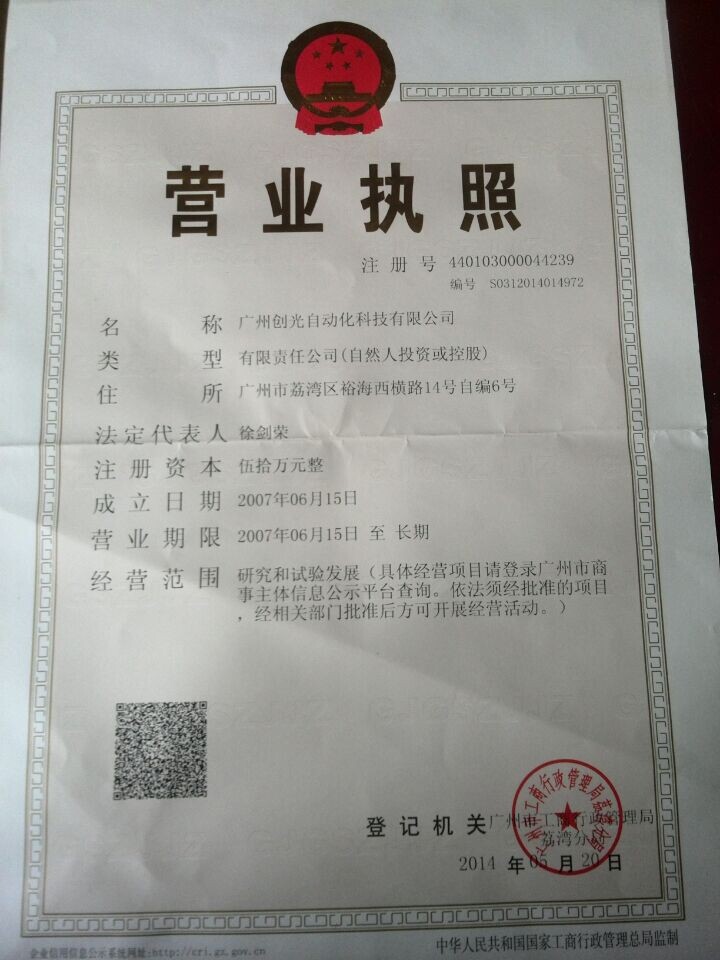 营业执照
注册号 440103000044239
编号 S0312014014972
名称 广州创光自动化科技有限公司
类型 有限责任公司(自然人投资或控股)
住所 广州市荔湾区裕海西横路14号自编6号
法定代表人 徐剑荣
注册资本 伍拾万元整
成立日期 2007年06月15日
营业期限 2007年06月15日 至 长期
经营范围 研究和试验发展（具体经营项目请登录广州市商
事主体信息公示平台查询。依法须经批准的项目
，经相关部门批准后方可开展经营活动。）
登记机关 广州市工商行政管理局
荔湾分局
2014 年 05 月 20 日
企业信用信息公示系统网址:http://cri.gz.gov.cn
中华人民共和国国家工商行政管理总局监制